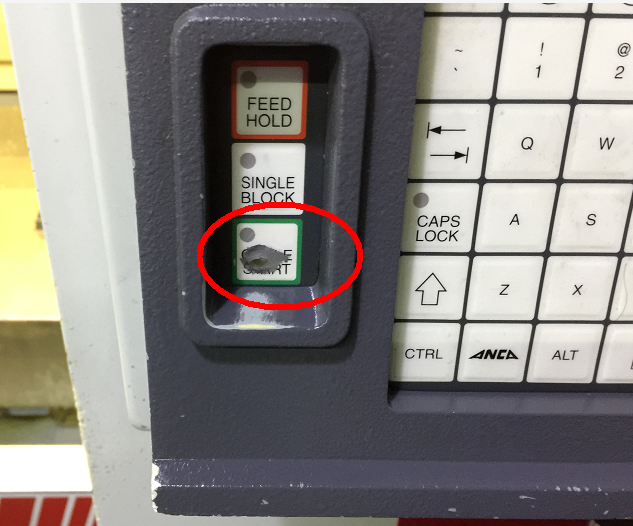 FEED
HOLD
SINGLE
BLOCK
~
`
!
1
@
2
Q
W
CAPS
LOCK
A
S
Z
X
CTRL
ANCA
ALT